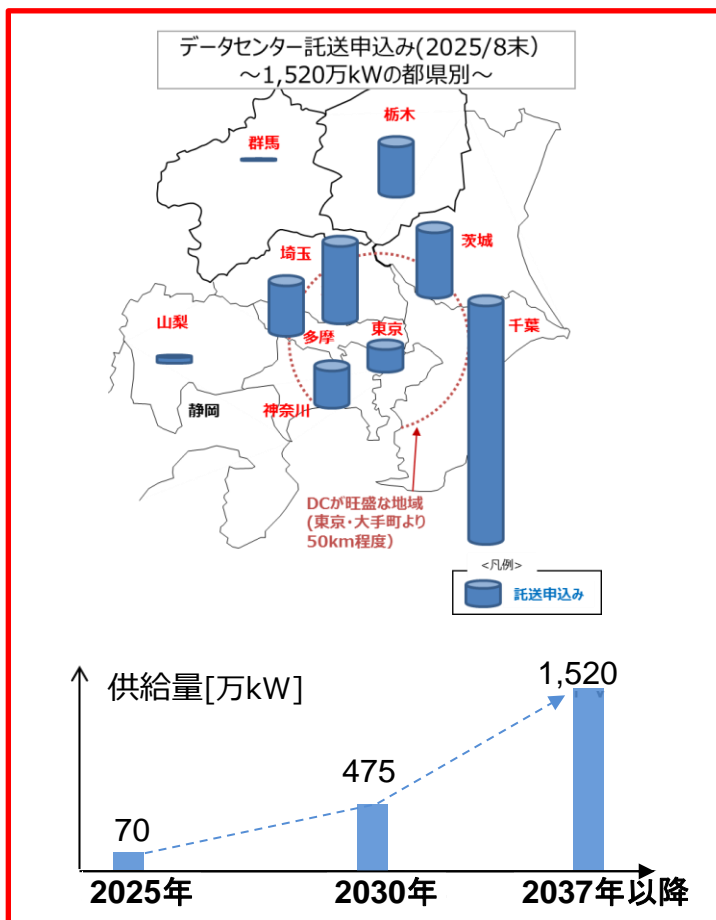 データセンター託送申込み(2025/8末）
～1,520万kWの都県別～
栃木
群馬
茨城
埼玉
山梨
多摩
東京
千葉
静岡
神奈川
DCが旺盛な地域
(東京・大手町より
50km程度）
<凡例>
託送申込み
供給量[万kW]
1,520
475
70
2025年
2030年
2037年以降